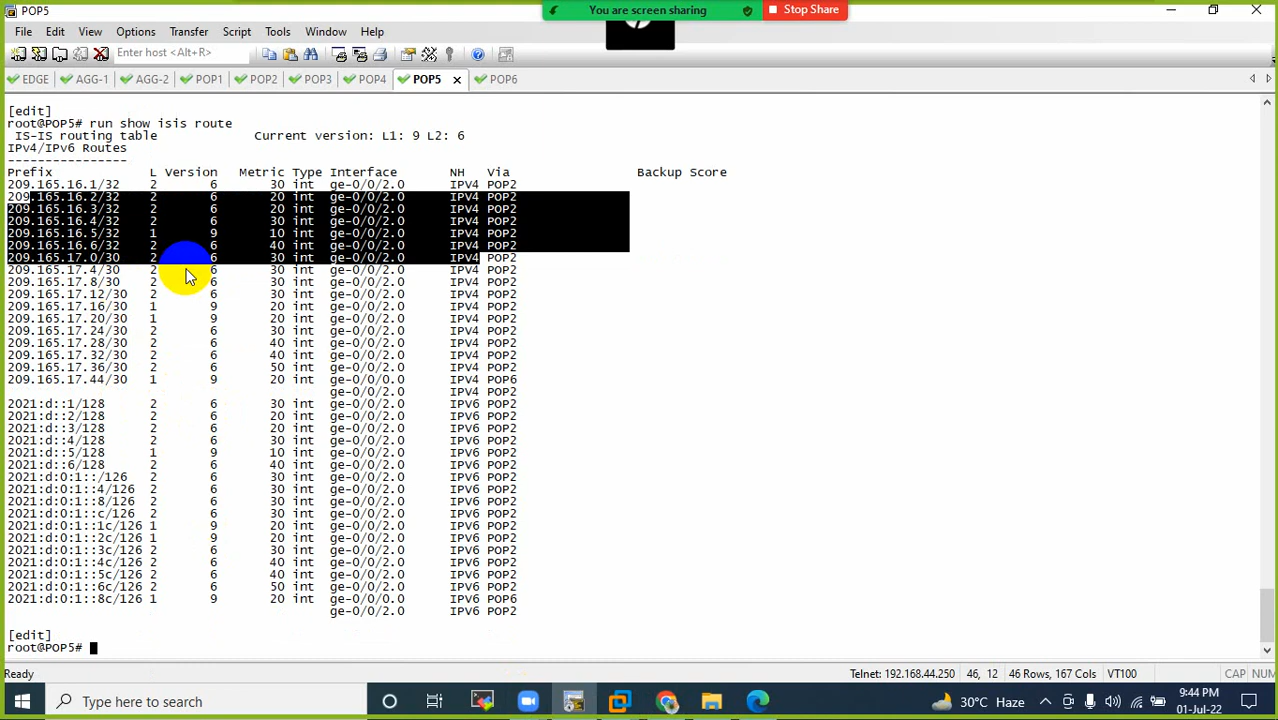 POP5
You are screen sharing
Stop Share
File Edit View Options Transfer Script Tools Window Help
Enter host <Alt+R>
EDGE AGG-1 AGG-2 POP1 POP2 POP3 POP4 POP5 POP6
[edit]
root@POP5# run show isis route
IS-IS routing table Current version: L1: 9 L2: 6
IPv4/IPv6 Routes
----------------
Prefix L Version Metric Type Interface NH Via Backup Score
209.165.16.1/32 2 6 30 int ge-0/0/2.0 IPV4 POP2
209.165.16.2/32 2 6 20 int ge-0/0/2.0 IPV4 POP2
209.165.16.3/32 2 6 20 int ge-0/0/2.0 IPV4 POP2
209.165.16.4/32 2 6 30 int ge-0/0/2.0 IPV4 POP2
209.165.16.5/32 1 9 10 int ge-0/0/2.0 IPV4 POP2
209.165.16.6/32 2 6 40 int ge-0/0/2.0 IPV4 POP2
209.165.17.0/30 2 6 30 int ge-0/0/2.0 IPV4 POP2
209.165.17.4/30 2 6 30 int ge-0/0/2.0 IPV4 POP2
209.165.17.8/30 2 6 30 int ge-0/0/2.0 IPV4 POP2
209.165.17.12/30 2 6 30 int ge-0/0/2.0 IPV4 POP2
209.165.17.16/30 1 9 20 int ge-0/0/2.0 IPV4 POP2
209.165.17.20/30 1 9 20 int ge-0/0/2.0 IPV4 POP2
209.165.17.24/30 2 6 30 int ge-0/0/2.0 IPV4 POP2
209.165.17.28/30 2 6 40 int ge-0/0/2.0 IPV4 POP2
209.165.17.32/30 2 6 40 int ge-0/0/2.0 IPV4 POP2
209.165.17.36/30 2 6 50 int ge-0/0/2.0 IPV4 POP2
209.165.17.44/30 1 9 20 int ge-0/0/0.0 IPV4 POP6
ge-0/0/2.0 IPV4 POP2
2021:d::1/128 2 6 30 int ge-0/0/2.0 IPV6 POP2
2021:d::2/128 2 6 20 int ge-0/0/2.0 IPV6 POP2
2021:d::3/128 2 6 20 int ge-0/0/2.0 IPV6 POP2
2021:d::4/128 2 6 30 int ge-0/0/2.0 IPV6 POP2
2021:d::5/128 1 9 10 int ge-0/0/2.0 IPV6 POP2
2021:d::6/128 2 6 40 int ge-0/0/2.0 IPV6 POP2
2021:d:0:1::/126 2 6 30 int ge-0/0/2.0 IPV6 POP2
2021:d:0:1::4/126 2 6 30 int ge-0/0/2.0 IPV6 POP2
2021:d:0:1::8/126 2 6 30 int ge-0/0/2.0 IPV6 POP2
2021:d:0:1::c/126 2 6 30 int ge-0/0/2.0 IPV6 POP2
2021:d:0:1::1c/126 1 9 20 int ge-0/0/2.0 IPV6 POP2
2021:d:0:1::2c/126 1 9 20 int ge-0/0/2.0 IPV6 POP2
2021:d:0:1::3c/126 2 6 30 int ge-0/0/2.0 IPV6 POP2
2021:d:0:1::4c/126 2 6 40 int ge-0/0/2.0 IPV6 POP2
2021:d:0:1::5c/126 2 6 40 int ge-0/0/2.0 IPV6 POP2
2021:d:0:1::6c/126 2 6 50 int ge-0/0/2.0 IPV6 POP2
2021:d:0:1::8c/126 1 9 20 int ge-0/0/0.0 IPV6 POP6
ge-0/0/2.0 IPV6 POP2
[edit]
root@POP5#
Ready Telnet: 192.168.44.250 46, 12 46 Rows, 167 Cols VT100 CAP NUM
Type here to search 30°C Haze 9:44 PM
01-Jul-22